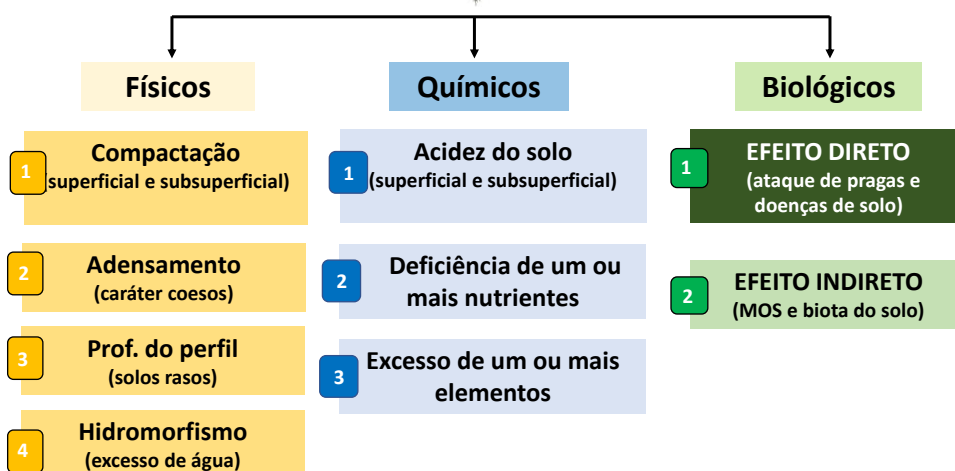 Físicos
1
Compactação
(superficial e subsuperficial)
2
Adensamento
(caráter coesos)
3
Prof. do perfil
(solos rasos)
4
Hidromorfismo
(excesso de água)
Químicos
1
Acidez do solo
(superficial e subsuperficial)
2
Deficiência de um ou
mais nutrientes
3
Excesso de um ou mais
elementos
Biológicos
1
EFEITO DIRETO
(ataque de pragas e
doenças de solo)
2
EFEITO INDIRETO
(MOS e biota do solo)